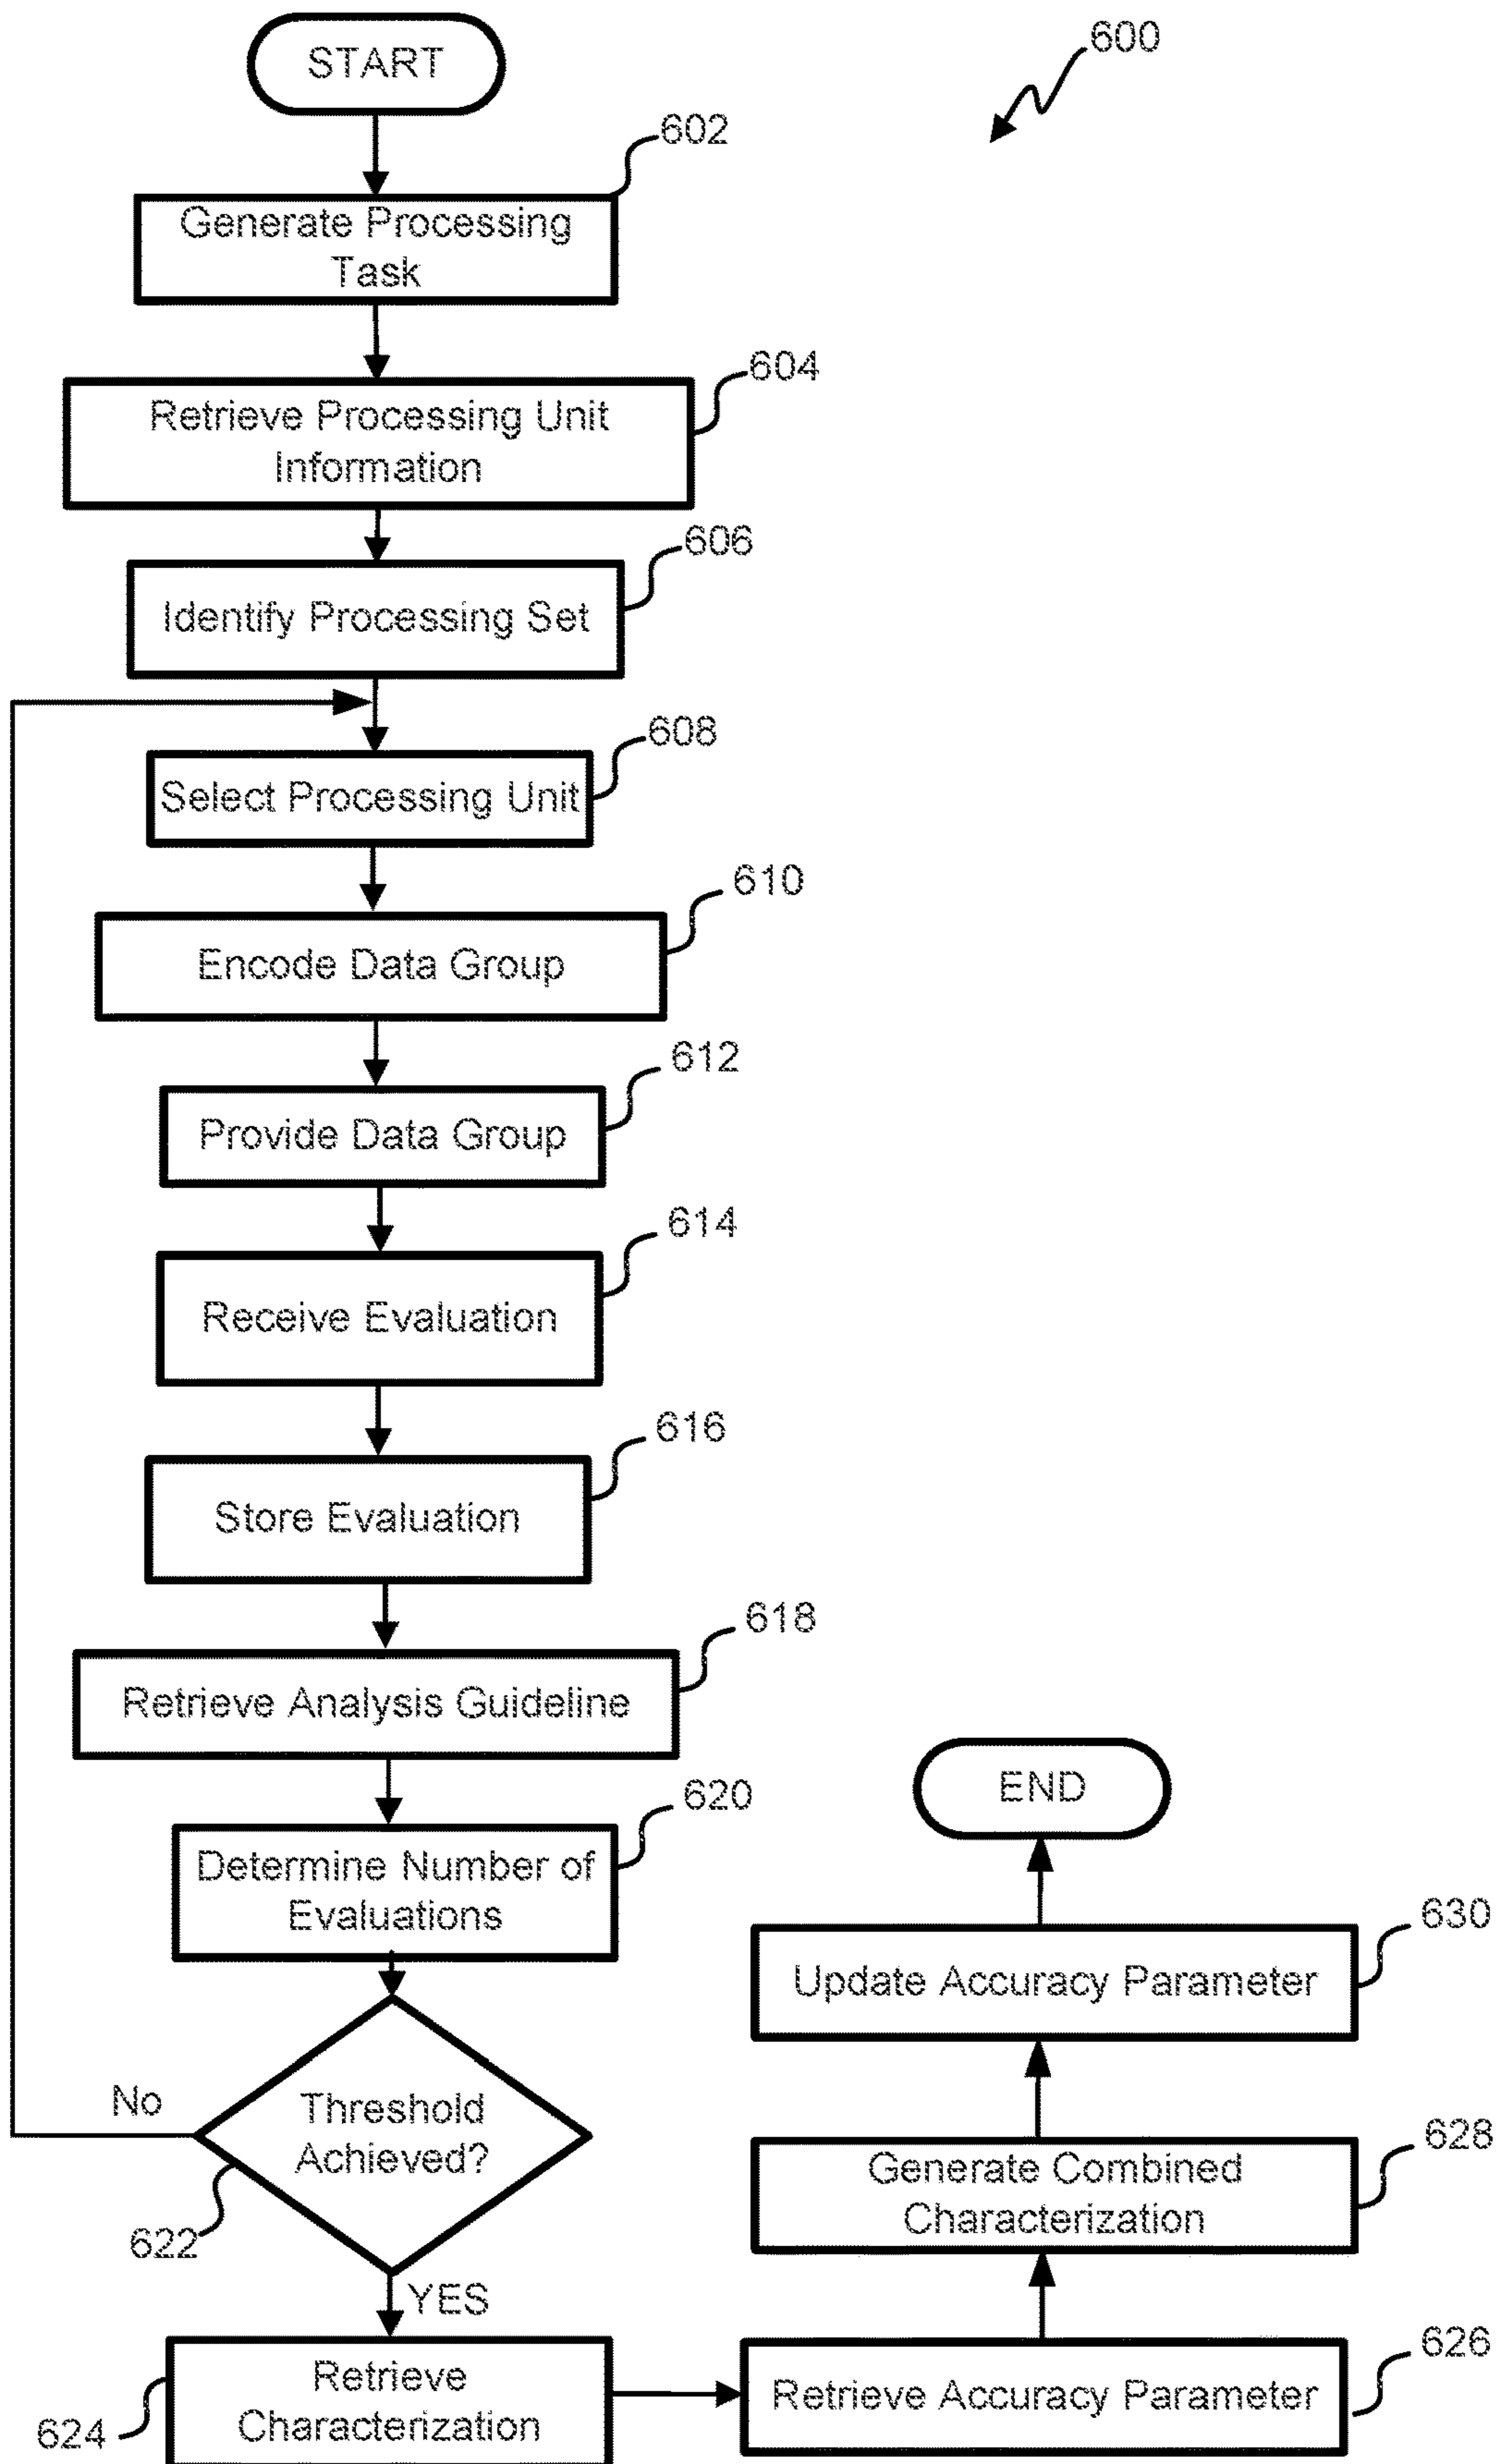 START
600
602
Generate Processing
Task
604
Retrieve Processing Unit
Information
606
Identify Processing Set
608
Select Processing Unit
610
Encode Data Group
612
Provide Data Group
614
Receive Evaluation
616
Store Evaluation
618
Retrieve Analysis Guideline
620
Determine Number of
Evaluations
No
Threshold
Achieved?
622
YES
Retrieve
Characterization
624
Retrieve Accuracy Parameter
626
Generate Combined
Characterization
628
Update Accuracy Parameter
630
END